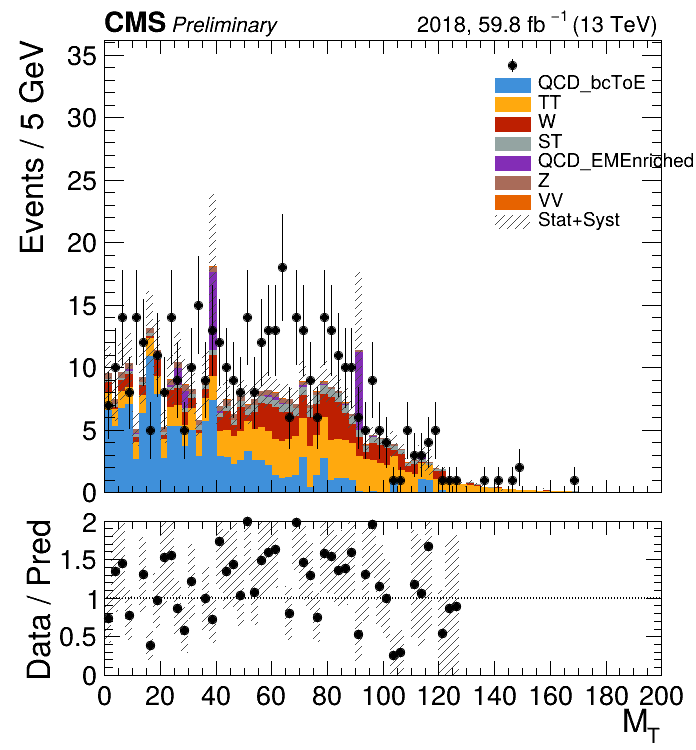 CMS Preliminary 2018, 59.8 fb⁻¹ (13 TeV)
Events / 5 GeV
35
30
25
20
15
10
5
0
QCD_bcToE
TT
W
ST
QCD_EMEnriched
Z
VV
Stat+Syst
Data / Pred
2
1.5
1
0.5
0
0 20 40 60 80 100 120 140 160 180 200
M_T